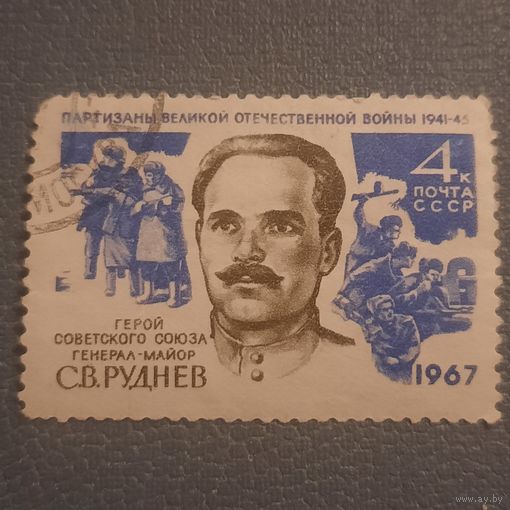 ПАРТИЗАНЫ ВЕЛИКОЙ ОТЕЧЕСТВЕННОЙ ВОЙНЫ 1941-45
4К
ПОЧТА
СССР
ГЕРОЙ
СОВЕТСКОГО СОЮЗА
ГЕНЕРАЛ-МАЙОР
С.В.РУДНЕВ
1967
www.ay.by